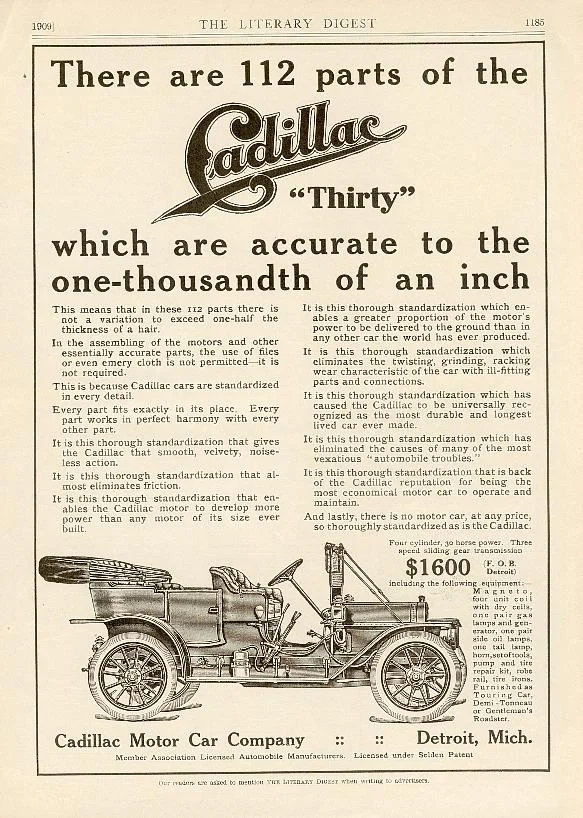 1909]
THE LITERARY DIGEST
1185
There are 112 parts of the
Cadillac
“Thirty”
which are accurate to the
one-thousandth of an inch
This means that in these 112 parts there is
not a variation to exceed one-half the
thickness of a hair.
In the assembling of the motors and other
essentially accurate parts, the use of files
or even emery cloth is not permitted—it is
not required.
This is because Cadillac cars are standardized
in every detail.
Every part fits exactly in its place. Every
part works in perfect harmony with every
other part.
It is this thorough standardization that gives
the Cadillac that smooth, velvety, noise-
less action.
It is this thorough standardization that al-
most eliminates friction.
It is this thorough standardization that en-
ables the Cadillac motor to develop more
power than any motor of its size ever
built.
It is this thorough standardization which en-
ables a greater proportion of the motor's
power to be delivered to the ground than in
any other car the world has ever produced.
It is this thorough standardization which
eliminates the twisting, grinding, racking
wear characteristic of the car with ill-fitting
parts and connections.
It is this thorough standardization which has
caused the Cadillac to be universally rec-
ognized as the most durable and longest
lived car ever made.
It is this thorough standardization which has
eliminated the causes of many of the most
vexatious “automobile troubles.”
It is this thorough standardization that is back
of the Cadillac reputation for being the
most economical motor car to operate and
maintain.
And lastly, there is no motor car, at any price,
so thoroughly standardized as is the Cadillac.
Four cylinder, 30 horse power. Three
speed sliding gear transmission
$1600 (F. O. B.
Detroit)
including the following equipment:—
Magneto,
four unit coil
with dry cells,
one pair gas
lamps and gen-
erator, one pair
side oil lamps,
one tail lamp,
horn, set of tools,
pump and tire
repair kit, robe
rail, tire irons.
Furnished as
Touring Car,
Demi-Tonneau
or Gentleman's
Roadster.
Cadillac Motor Car Company :: :: Detroit, Mich.
Member Association Licensed Automobile Manufacturers. Licensed under Selden Patent
Our readers are asked to mention THE LITERARY DIGEST when writing to advertisers.